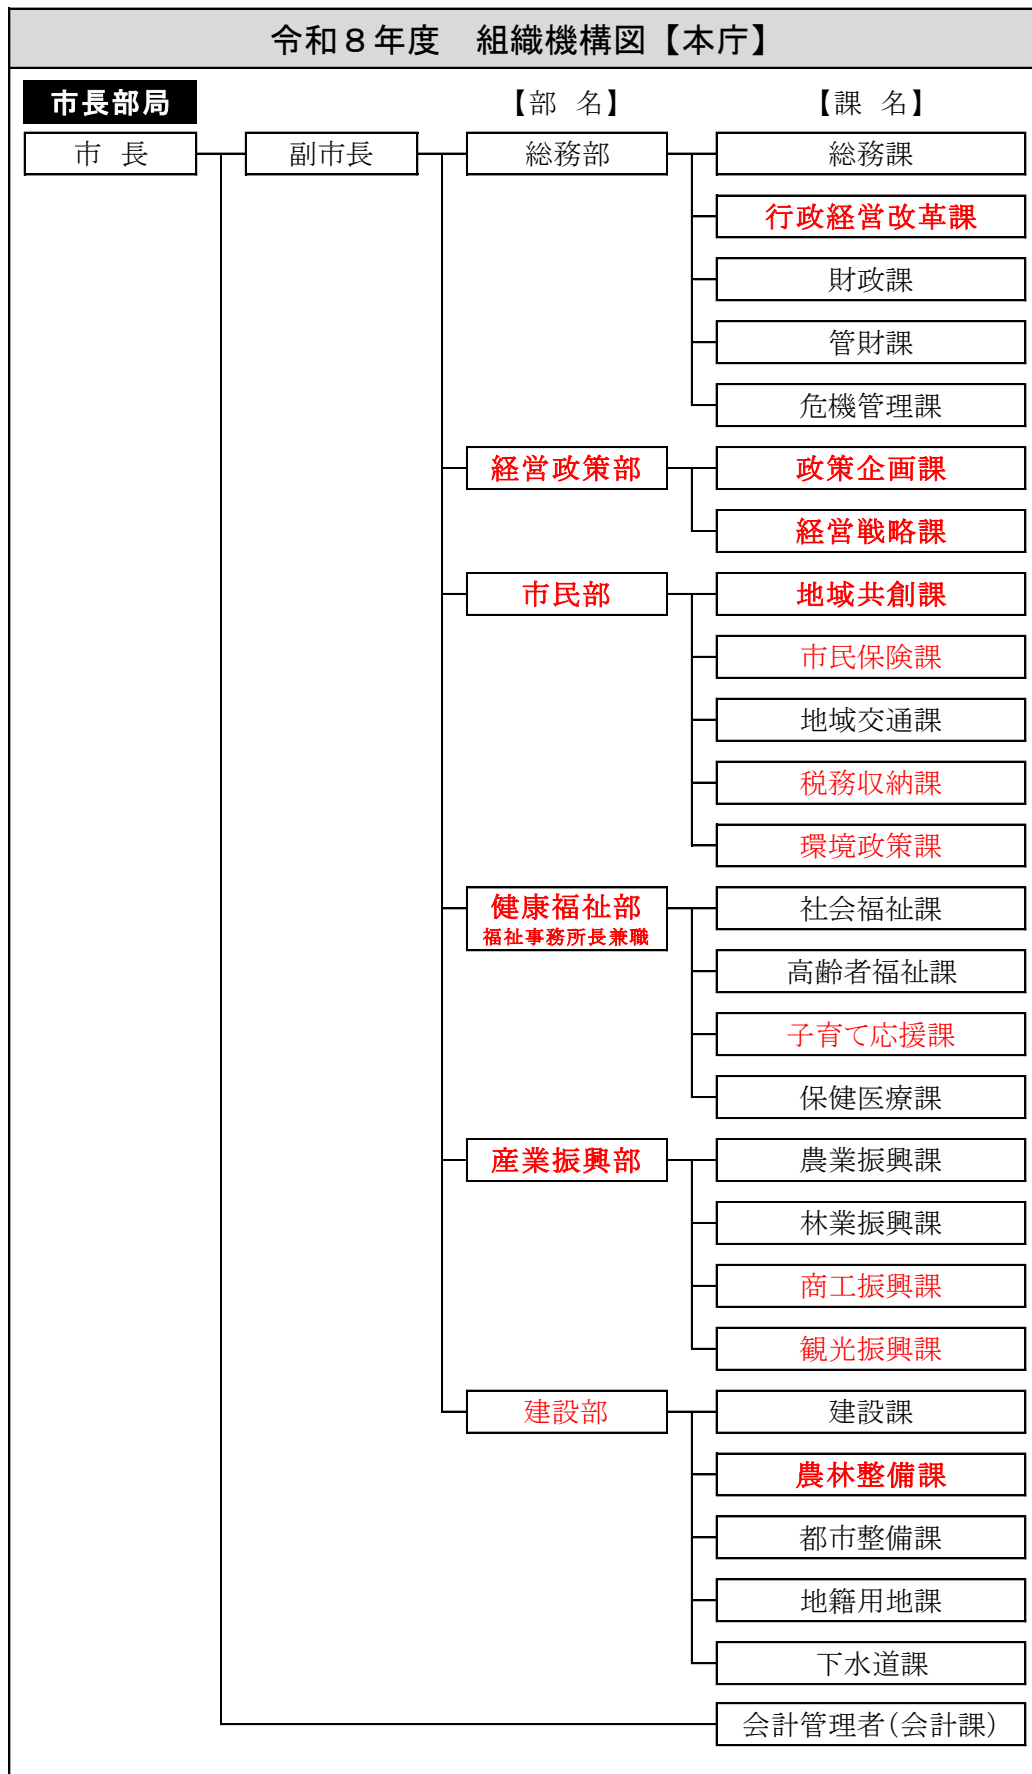 令和８年度　組織機構図【本庁】
市長部局
【部　名】
【課　名】
市　長
副市長
総務部
総務課
行政経営改革課
財政課
管財課
危機管理課
経営政策部
政策企画課
経営戦略課
市民部
地域共創課
市民保険課
地域交通課
税務収納課
環境政策課
健康福祉部
福祉事務所長兼職
社会福祉課
高齢者福祉課
子育て応援課
保健医療課
産業振興部
農業振興課
林業振興課
商工振興課
観光振興課
建設部
建設課
農林整備課
都市整備課
地籍用地課
下水道課
会計管理者(会計課)